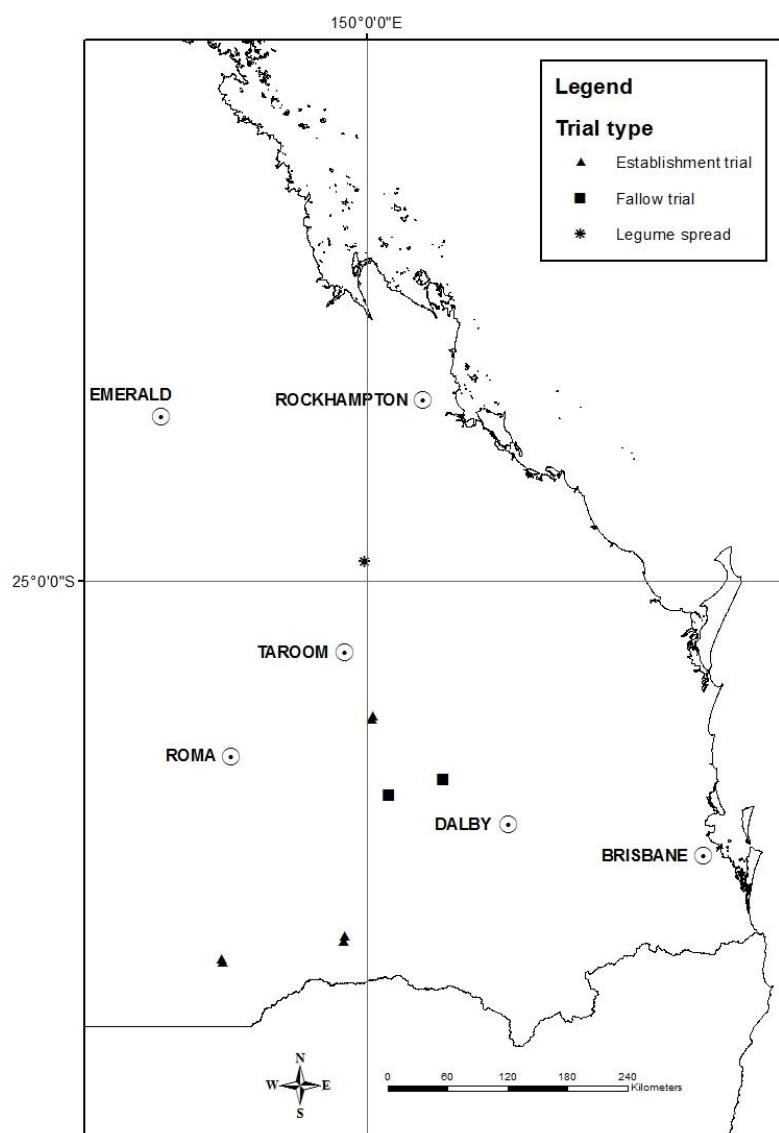 150°0'0"E
Legend
Trial type
Establishment trial
Fallow trial
Legume spread
EMERALD
ROCKHAMPTON
25°0'0"S
TAROOM
ROMA
DALBY
BRISBANE
N
W E
S
0 60 120 180 240
Kilometers